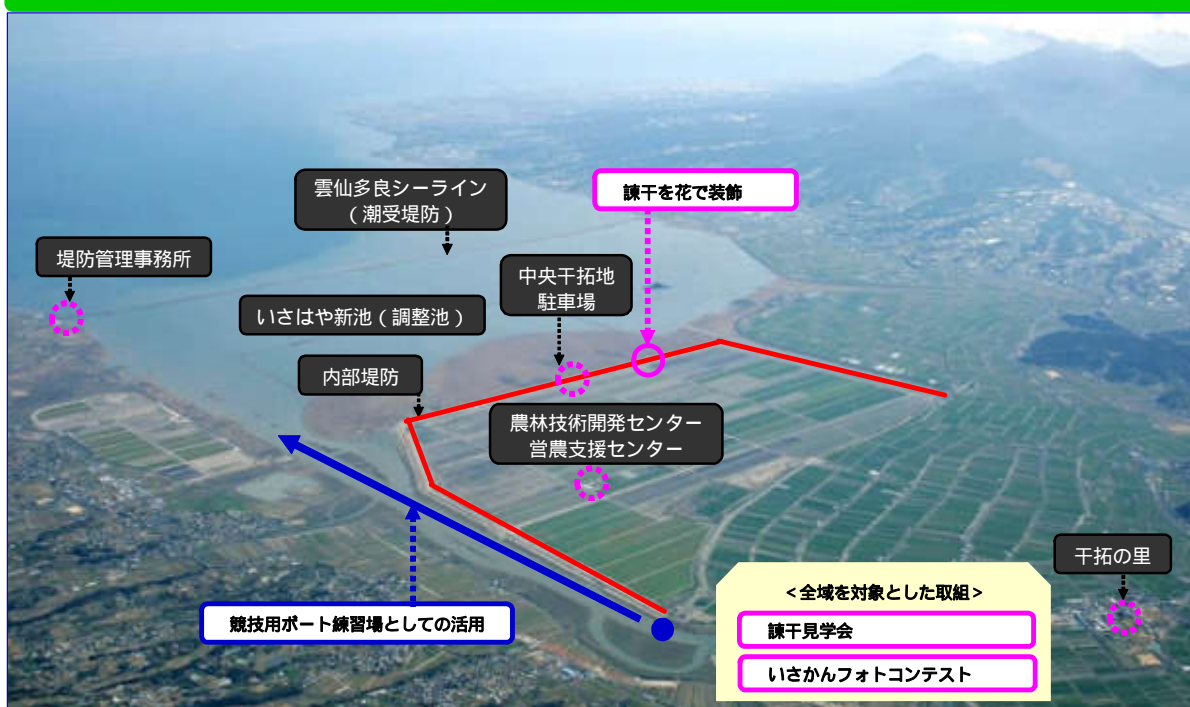 雲仙多良シーライン
（潮受堤防）
諫干を花で装飾
堤防管理事務所
中央干拓地
駐車場
いさはや新池（調整池）
内部堤防
農林技術開発センター
営農支援センター
干拓の里
競技用ボート練習場としての活用
＜全域を対象とした取組＞
諫干見学会
いさかんフォトコンテスト